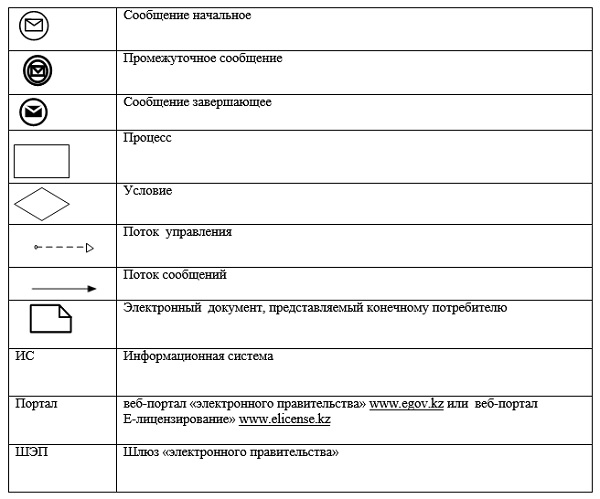 Сообщение начальное
Промежуточное сообщение
Сообщение завершающее
Процесс
Условие
Поток управления
Поток сообщений
Электронный документ, представляемый конечному потребителю
ИС
Информационная система
Портал
веб-портал «электронного правительства» www.egov.kz или веб-портал
Е-лицензирование» www.elicense.kz
ШЭП
Шлюз «электронного правительства»